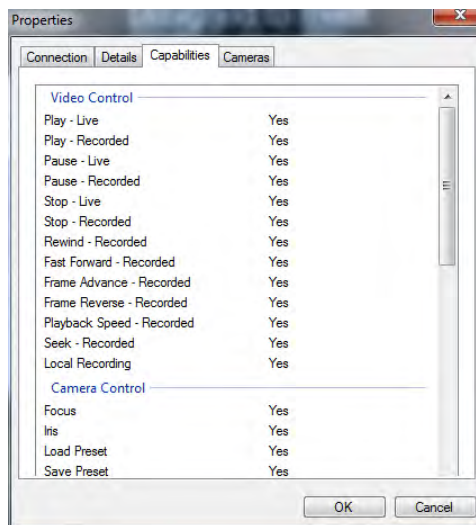 Properties
Connection Details Capabilities Cameras
Video Control
Play - Live Yes
Play - Recorded Yes
Pause - Live Yes
Pause - Recorded Yes
Stop - Live Yes
Stop - Recorded Yes
Rewind - Recorded Yes
Fast Forward - Recorded Yes
Frame Advance - Recorded Yes
Frame Reverse - Recorded Yes
Playback Speed - Recorded Yes
Seek - Recorded Yes
Local Recording Yes
Camera Control
Focus Yes
Iris Yes
Load Preset Yes
Save Preset Yes
OK Cancel